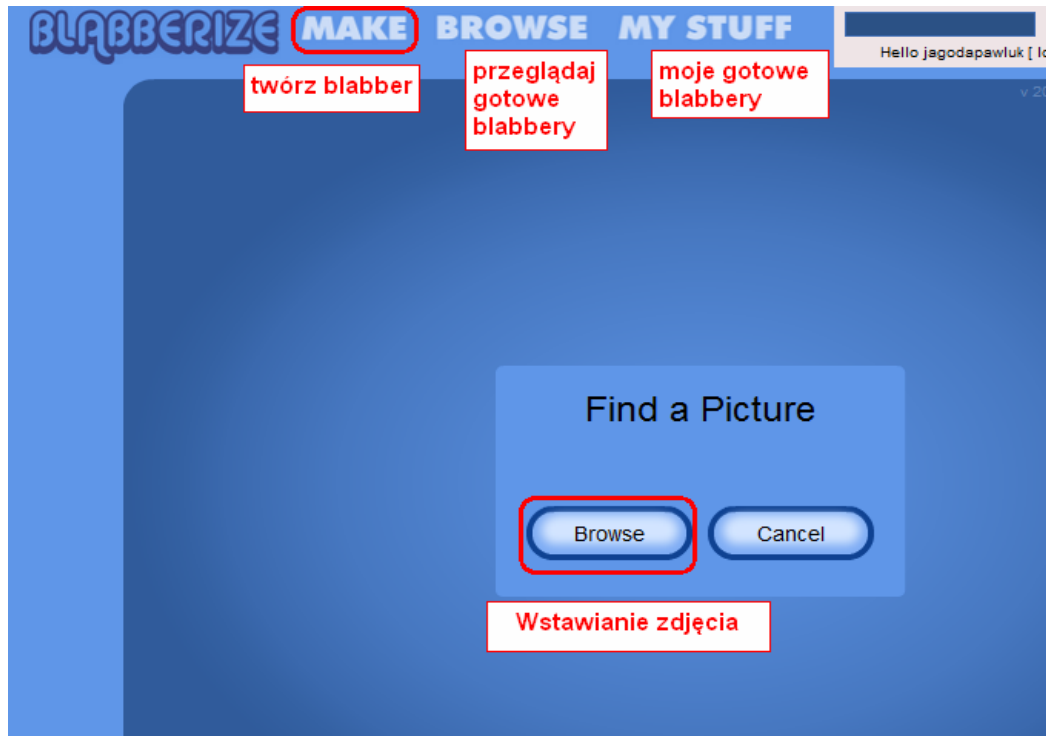 BLABBERIZE MAKE BROWSE MY STUFF
Hello jagodapawluk [
twórz blabber
przeglądaj
gotowe
blabbery
moje gotowe
blabbery
v 20
Find a Picture
Browse Cancel
Wstawianie zdjęcia